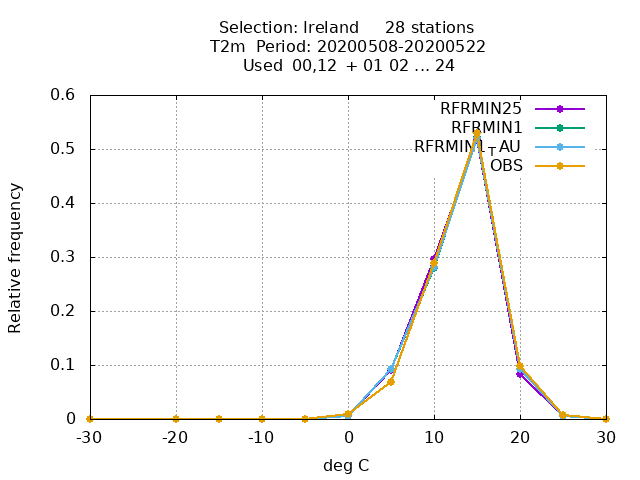 Selection: Ireland 28 stations
T2m Period: 20200508-20200522
Used 00,12 + 01 02 ... 24
0.6
0.5
0.4
0.3
0.2
0.1
0
Relative frequency
RFRMIN25
RFRMIN1
RFRMIN1_TAU
OBS
-30 -20 -10 0 10 20 30
deg C